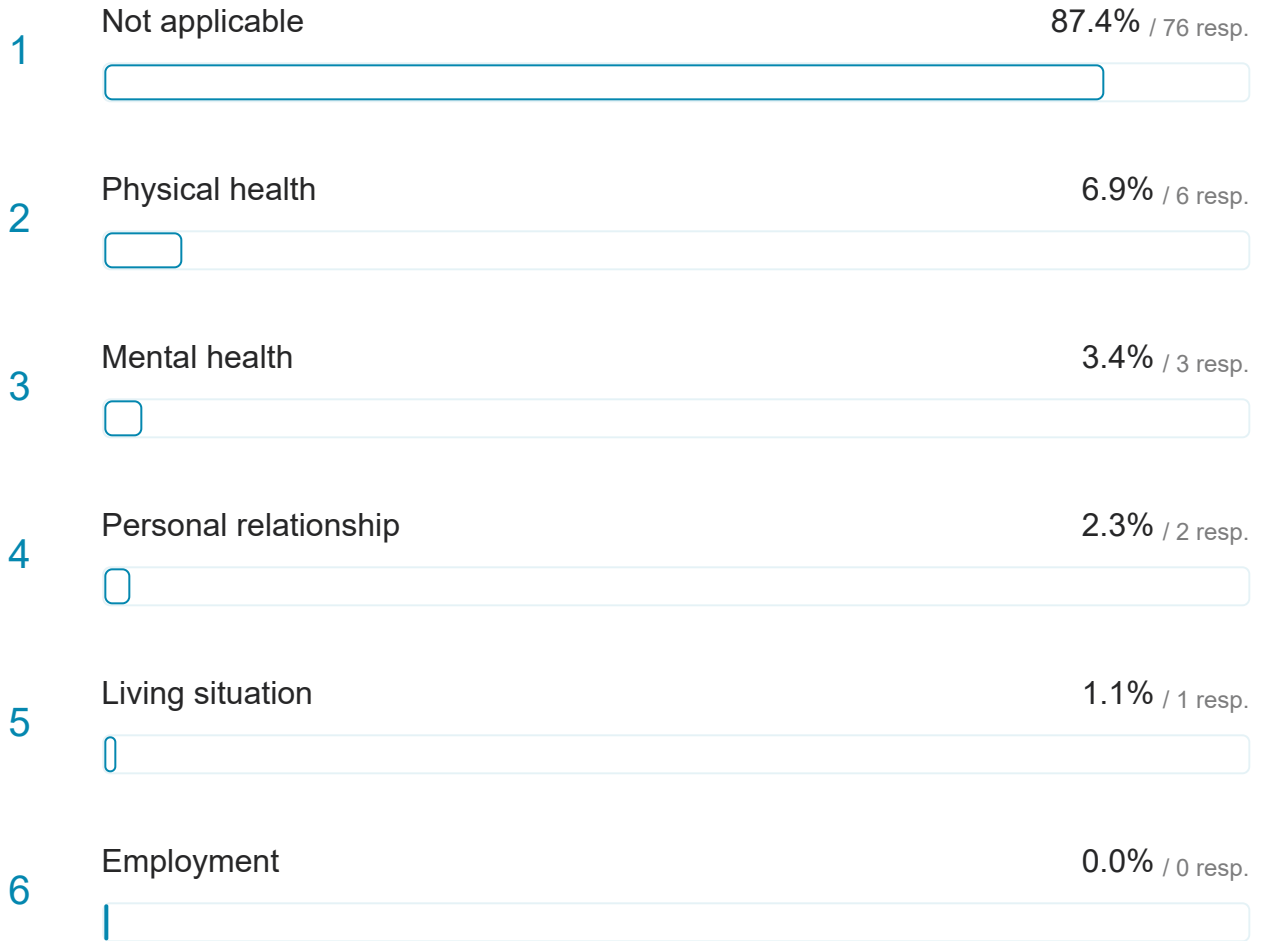 1 Not applicable 87.4% / 76 resp.
2 Physical health 6.9% / 6 resp.
3 Mental health 3.4% / 3 resp.
4 Personal relationship 2.3% / 2 resp.
5 Living situation 1.1% / 1 resp.
6 Employment 0.0% / 0 resp.